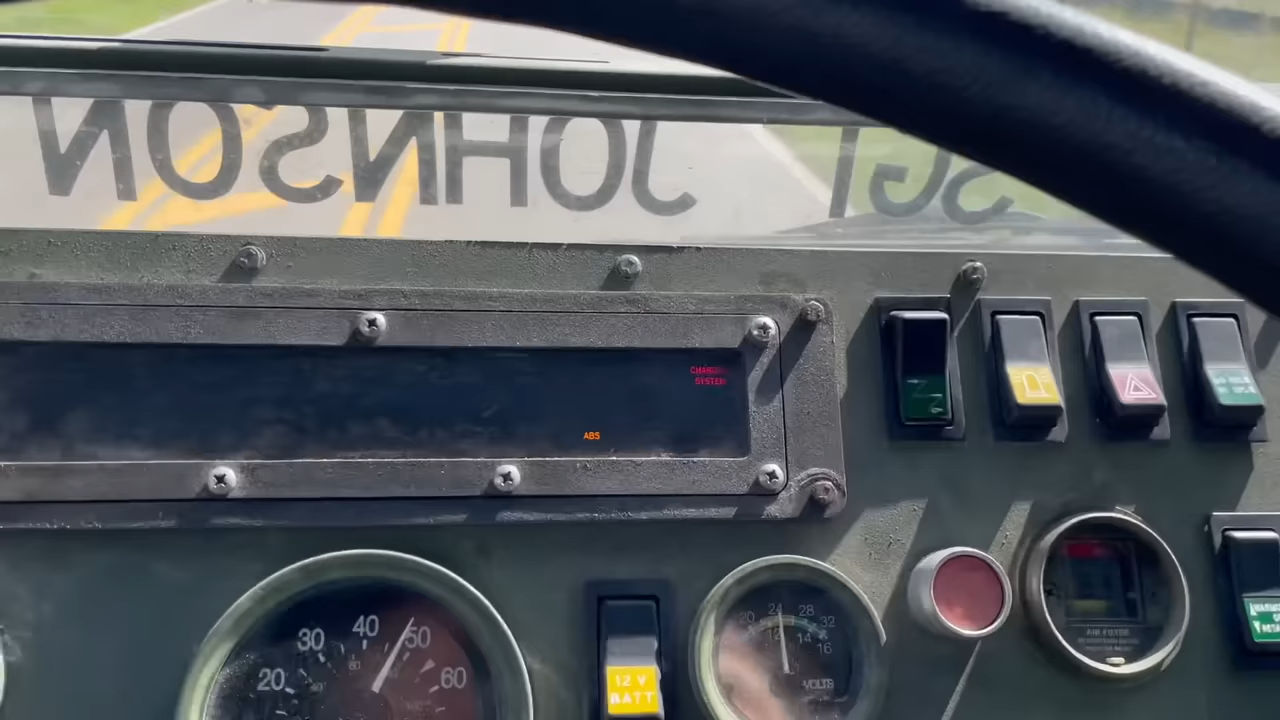 SGT JOHNSON
CHARGING
SYSTEM
ABS
20 30 40 50 60
12 V
BATT
20 24 28 32
12 14 16
VOLTS
AIR FILTER